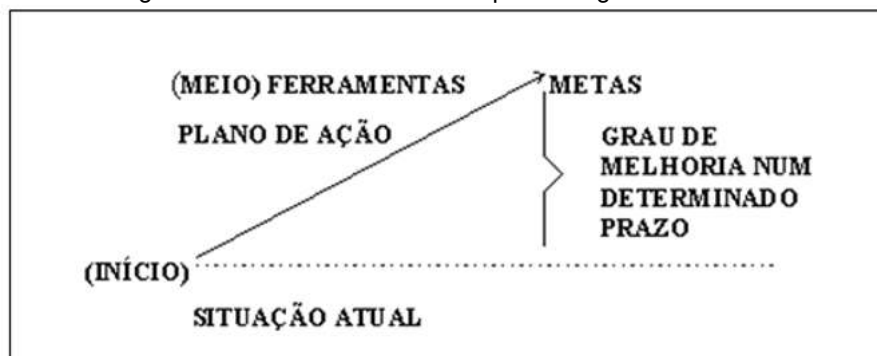 (MEIO) FERRAMENTAS
METAS
PLANO DE AÇÃO
GRAU DE
MELHORIA NUM
DETERMINADO
PRAZO
(INÍCIO)
SITUAÇÃO ATUAL